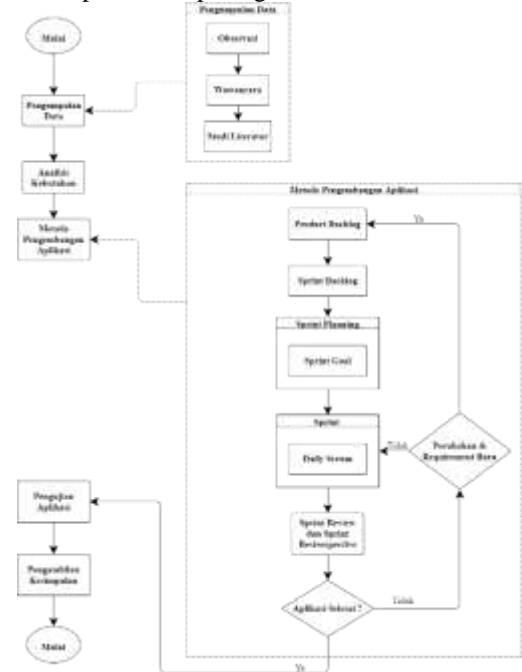 Mulai
Pengumpulan
Data
Analisis
Kebutuhan
Metode
Pengembangan
Aplikasi
Pengujian
Aplikasi
Pengambilan
Kesimpulan
Mulai
Pengumpulan Data
Observasi
Wawancara
Studi Literatur
Metode Pengembangan Aplikasi
Product Backlog
Ya
Sprint Backlog
Sprint Planning
Sprint Goal
Sprint
Daily Scrum
Tidak
Perubahan &
Requirement Baru
Sprint Review
dan Sprint
Retrospective
Aplikasi Selesai ?
Tidak
Ya